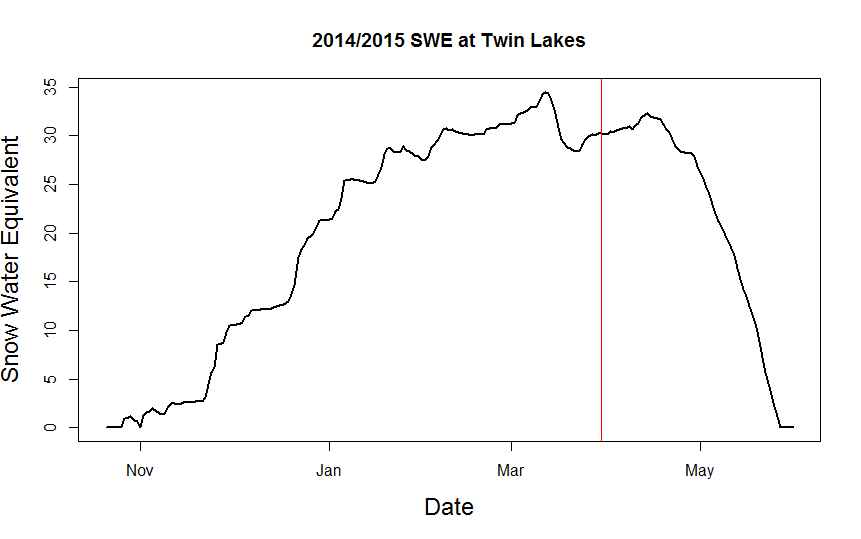 2014/2015 SWE at Twin Lakes
Snow Water Equivalent
35
30
25
20
15
10
5
0
Nov
Jan
Mar
May
Date